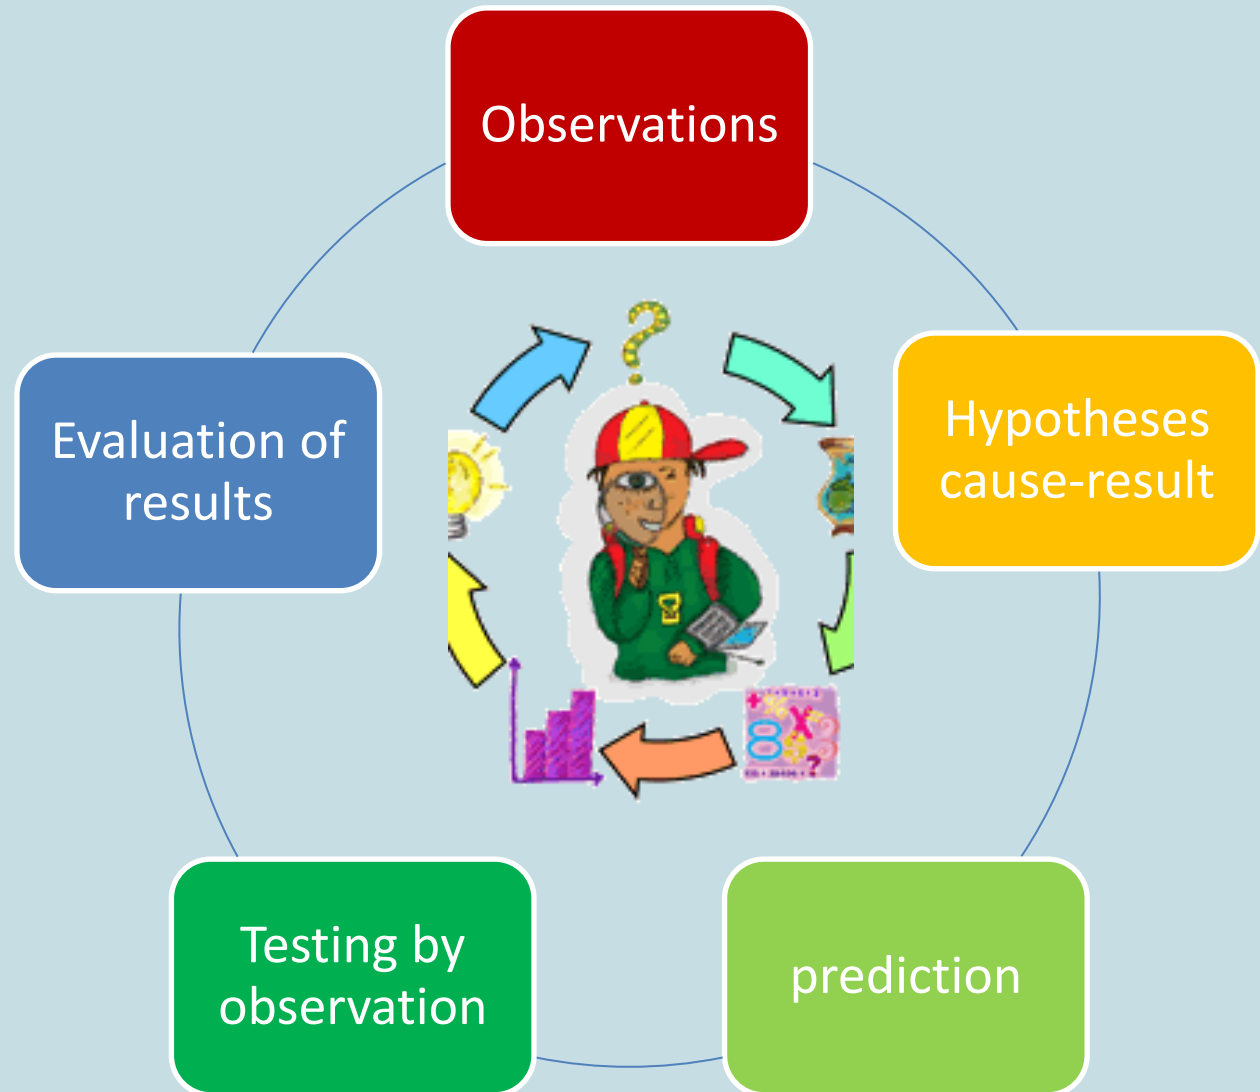 Observations
Hypotheses
cause-result
prediction
Testing by
observation
Evaluation of
results
?